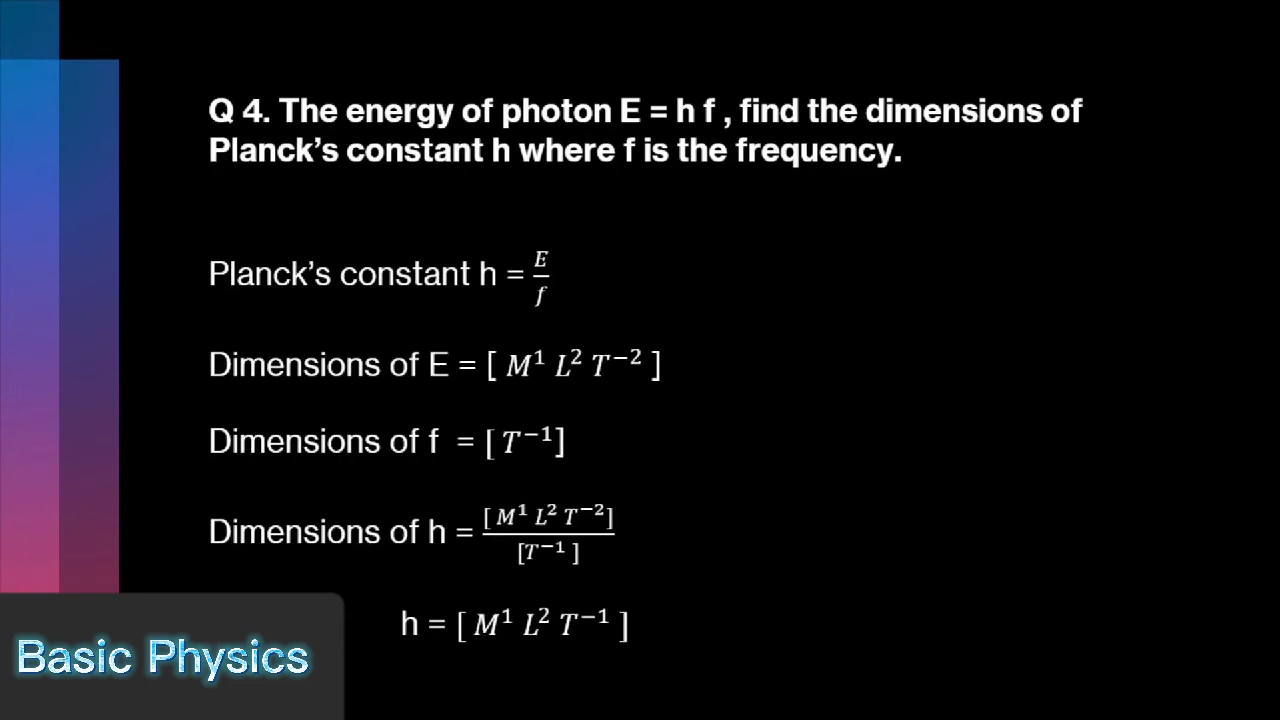 Q 4. The energy of photon E = h f , find the dimensions of
Planck’s constant h where f is the frequency.
Planck’s constant h = E/f
Dimensions of E = [ M¹ L² T⁻² ]
Dimensions of f = [ T⁻¹]
Dimensions of h = [ M¹ L² T⁻²]/[T⁻¹ ]
h = [ M¹ L² T⁻¹ ]
Basic Physics